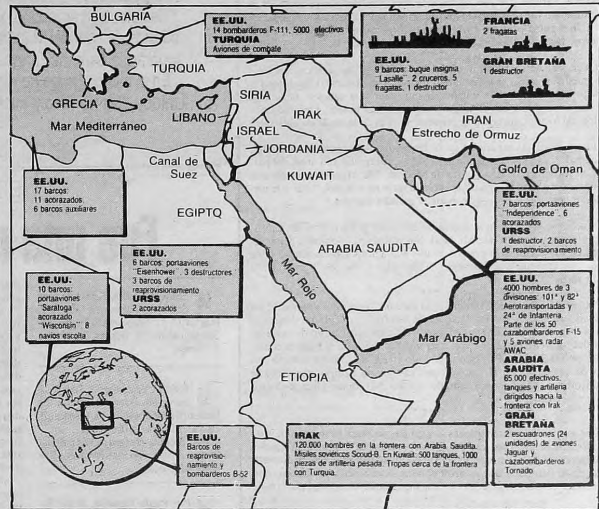 BULGARIA
EE.UU.
14 bombarderos F-111, 5000 efectivos
TURQUIA
Aviones de combate
FRANCIA
2 fragatas
EE.UU.
9 barcos: buque insignia
"Lasalle", 2 cruceros, 5
fragatas, 1 destructor
GRAN BRETAÑA
1 destructor
TURQUIA
GRECIA
SIRIA
IRAK
IRAN
Mar Mediterráneo
LIBANO
ISRAEL
JORDANIA
Estrecho de Ormuz
Canal de
Suez
KUWAIT
Golfo de Oman
EE.UU.
17 barcos:
11 acorazados.
6 barcos auxiliares
EGIPTO
EE.UU.
7 barcos: portaaviones
"Independence", 6
acorazados
URSS
1 destructor, 2 barcos
de reaprovisionamiento
ARABIA SAUDITA
Mar Rojo
EE.UU.
6 barcos: portaaviones
"Eisenhower". 3 destructores
3 barcos de
reaprovisionamiento
URSS
2 acorazados
EE.UU.
10 barcos:
portaaviones
"Saratoga"
acorazado
"Wisconsin". 8
navios escolta
EE.UU.
4000 hombres de 3
divisiones: 101ª y 82ª
Aerotransportadas y
24ª de Infanteria.
Parte de los 50
cazabombarderos F-15
y 5 aviones radar
AWAC
ARABIA
SAUDITA
65.000 efectivos,
tanques y artilleria
dirigidos hacia la
frontera con Irak
GRAN
BRETAÑA
2 escuadrones (24
unidades) de aviones
Jaguar y
cazabombarderos
Tornado
Mar Arábigo
ETIOPIA
EE.UU.
Barcos de
reaprovisio-
namiento y
bombarderos B-52
IRAK
120.000 hombres en la frontera con Arabia Saudita.
Misiles soviéticos Scoud-B. En Kuwait: 500 tanques, 1000
piezas de artilleria pesada. Tropas cerca de la frontera
con Turquia.